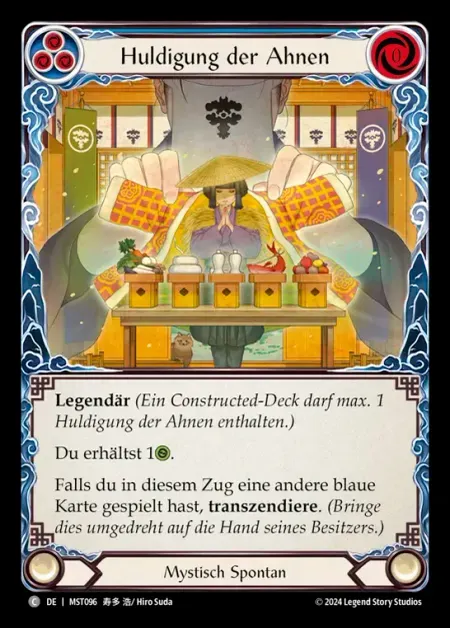 Huldigung der Ahnen
0
Legendär (Ein Constructed-Deck darf max. 1
Huldigung der Ahnen enthalten.)
Du erhältst 1.
Falls du in diesem Zug eine andere blaue
Karte gespielt hast, transzendiere. (Bringe
dies umgedreht auf die Hand seines Besitzers.)
Mystisch Spontan
C DE | MST096 寿多 浩/ Hiro Suda
© 2024 Legend Story Studios